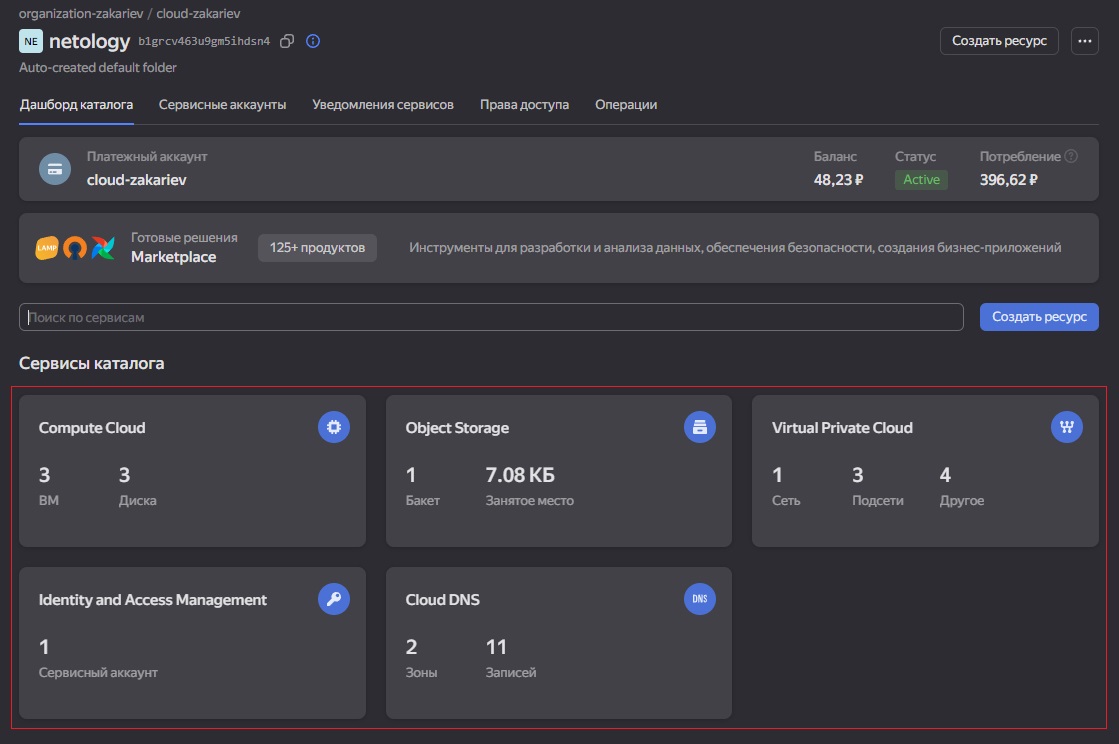 organization-zakariev / cloud-zakariev
NE netology b1grcv463u9gm5ihdsn4
Создать ресурс
Auto-created default folder
Дашборд каталога Сервисные аккаунты Уведомления сервисов Права доступа Операции
Платежный аккаунт
cloud-zakariev
Баланс
48,23 ₽
Статус
Active
Потребление
396,62 ₽
LAMP
Готовые решения
Marketplace
125+ продуктов
Инструменты для разработки и анализа данных, обеспечения безопасности, создания бизнес-приложений
Поиск по сервисам
Создать ресурс
Сервисы каталога
Compute Cloud
3 3
ВМ Диска
Object Storage
1 7.08 КБ
Бакет Занятое место
Virtual Private Cloud
1 3 4
Сеть Подсети Другое
Identity and Access Management
1
Сервисный аккаунт
Cloud DNS
DNS
2 11
Зоны Записей